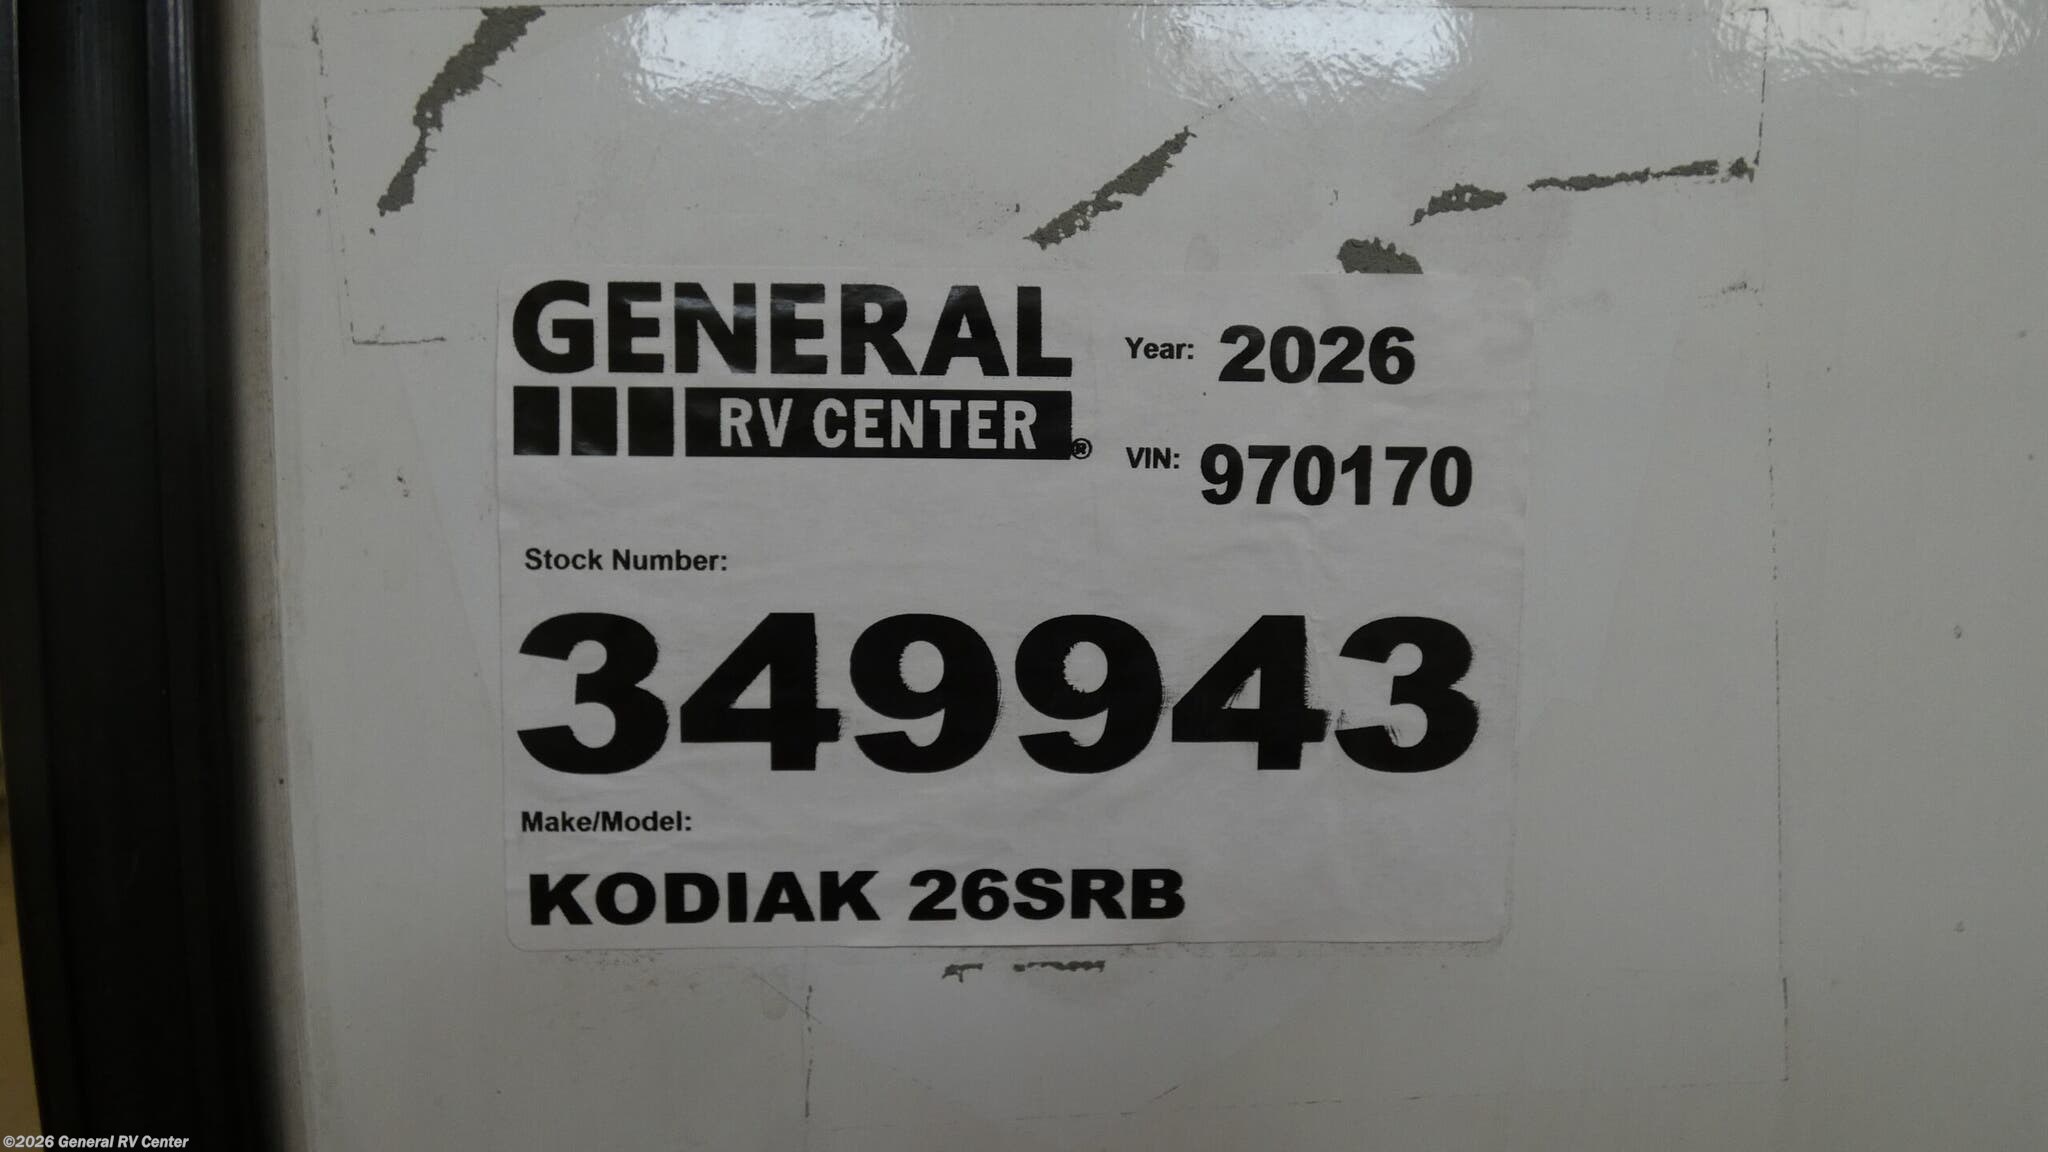 GENERAL
RV CENTER®
Year: 2026
VIN: 970170
Stock Number:
349943
Make/Model:
KODIAK 26SRB
©2026 General RV Center